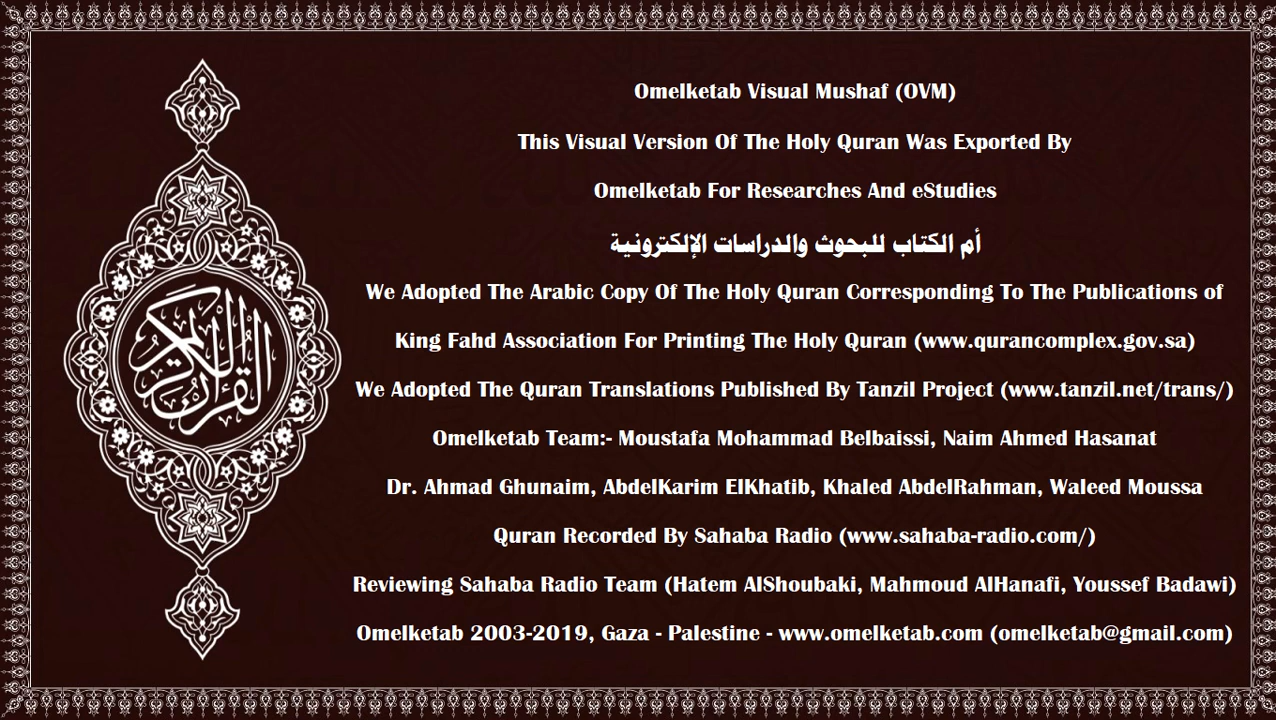 Omelketab Visual Mushaf (OVM)
This Visual Version Of The Holy Quran Was Exported By
Omelketab For Researches And eStudies
أم الكتاب للبحوث والدراسات الإلكترونية
We Adopted The Arabic Copy Of The Holy Quran Corresponding To The Publications of
King Fahd Association For Printing The Holy Quran (www.qurancomplex.gov.sa)
We Adopted The Quran Translations Published By Tanzil Project (www.tanzil.net/trans/)
Omelketab Team:- Moustafa Mohammad Belbaissi, Naim Ahmed Hasanat
Dr. Ahmad Ghunaim, AbdelKarim ElKhatib, Khaled AbdelRahman, Waleed Moussa
Quran Recorded By Sahaba Radio (www.sahaba-radio.com/)
Reviewing Sahaba Radio Team (Hatem AlShoubaki, Mahmoud AlHanafi, Youssef Badawi)
Omelketab 2003-2019, Gaza - Palestine - www.omelketab.com (omelketab@gmail.com)
القرآن الكريم